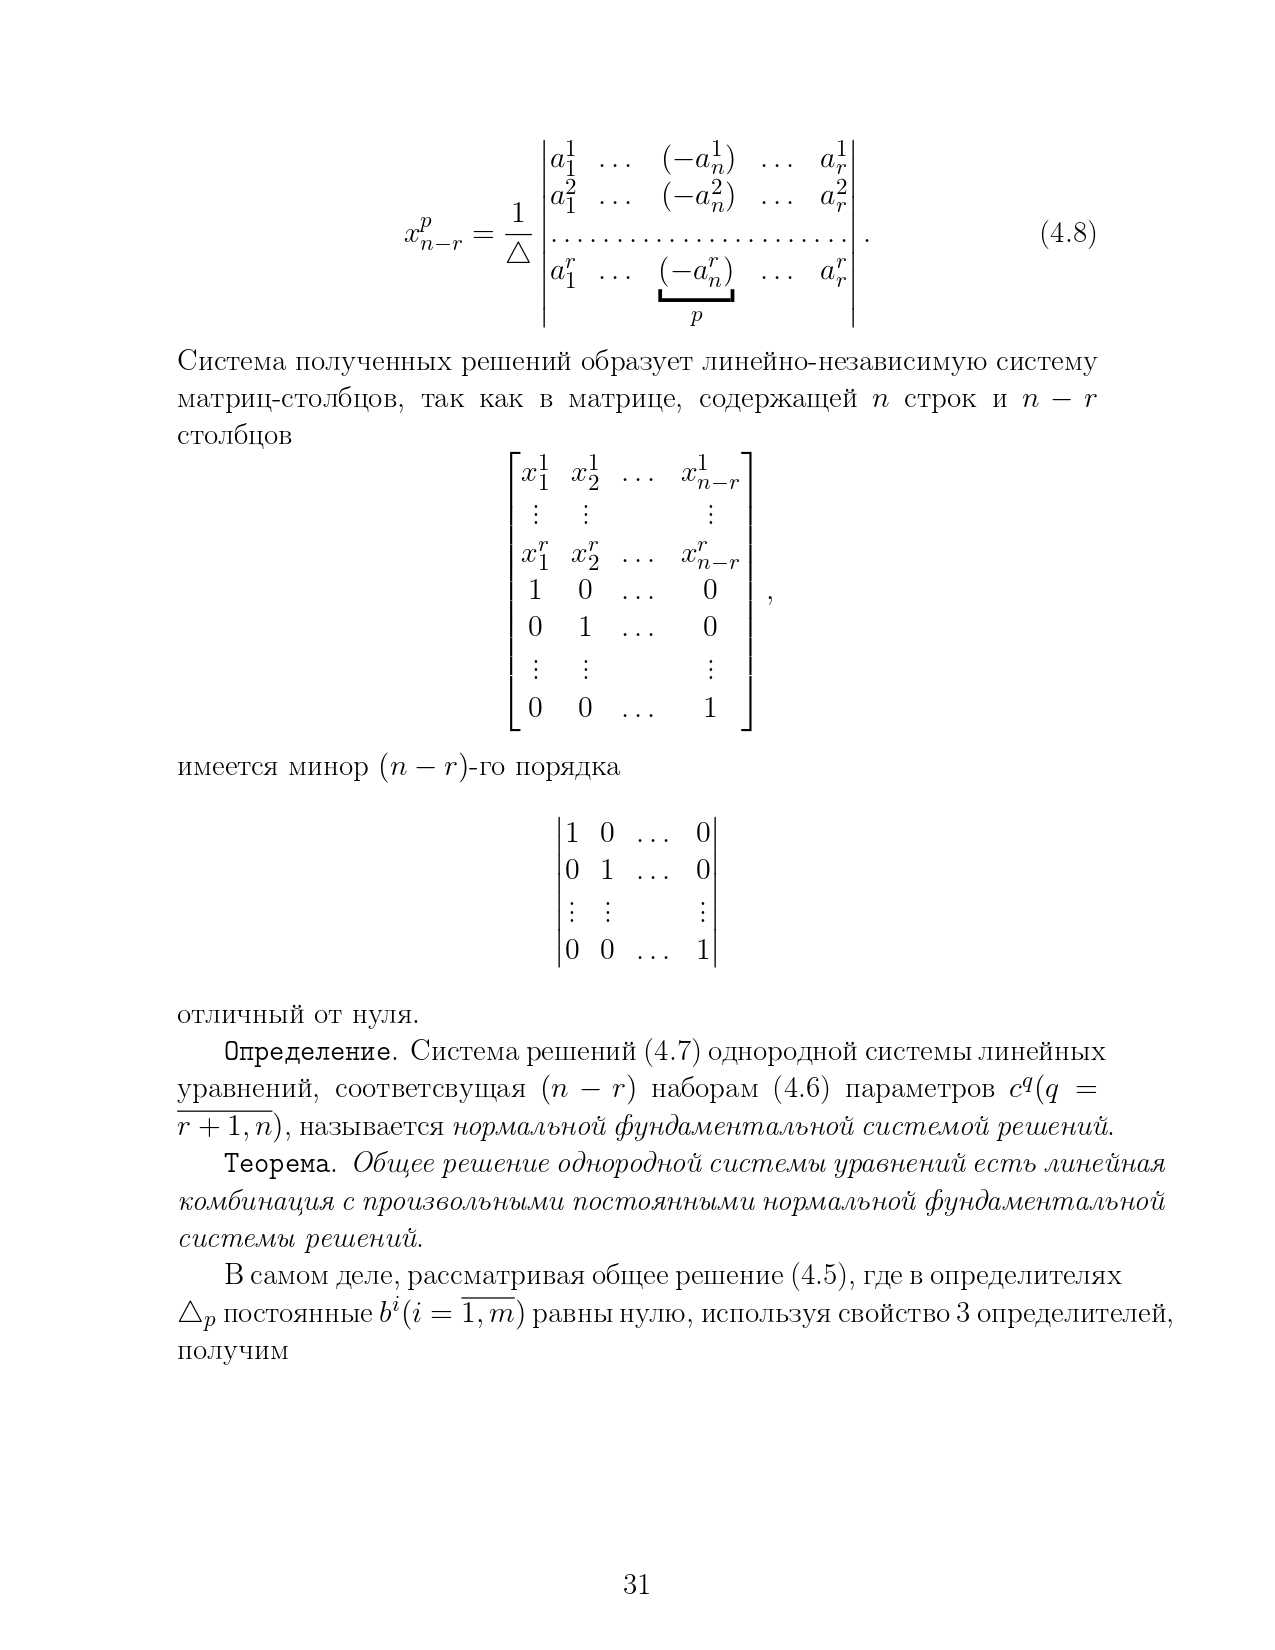 $$x^p_{n-r} = \frac{1}{\triangle} \begin{vmatrix} a^1_1 & \dots & (-a^1_n) & \dots & a^1_r \\ a^2_1 & \dots & (-a^2_n) & \dots & a^2_r \\ \hdotsfor{5} \\ a^r_1 & \dots & \underbrace{(-a^r_n)}_{p} & \dots & a^r_r \end{vmatrix}. \quad (4.8)$$
Система полученных решений образует линейно-независимую систему
матриц-столбцов, так как в матрице, содержащей $n$ строк и $n - r$
столбцов
$$\begin{bmatrix} x^1_1 & x^1_2 & \dots & x^1_{n-r} \\ \vdots & \vdots & & \vdots \\ x^r_1 & x^r_2 & \dots & x^r_{n-r} \\ 1 & 0 & \dots & 0 \\ 0 & 1 & \dots & 0 \\ \vdots & \vdots & & \vdots \\ 0 & 0 & \dots & 1 \end{bmatrix},$$
имеется минор $(n - r)$-го порядка
$$\begin{vmatrix} 1 & 0 & \dots & 0 \\ 0 & 1 & \dots & 0 \\ \vdots & \vdots & & \vdots \\ 0 & 0 & \dots & 1 \end{vmatrix}$$
отличный от нуля.
Определение. Система решений (4.7) однородной системы линейных
уравнений, соответсвущая $(n - r)$ наборам (4.6) параметров $c^q(q =$
$\overline{r+1,n})$, называется нормальной фундаментальной системой решений.
Теорема. Общее решение однородной системы уравнений есть линейная
комбинация с произвольными постоянными нормальной фундаментальной
системы решений.
В самом деле, рассматривая общее решение (4.5), где в определителях
$\triangle_p$ постоянные $b^i(i = \overline{1,m})$ равны нулю, используя свойство 3 определителей,
получим
31